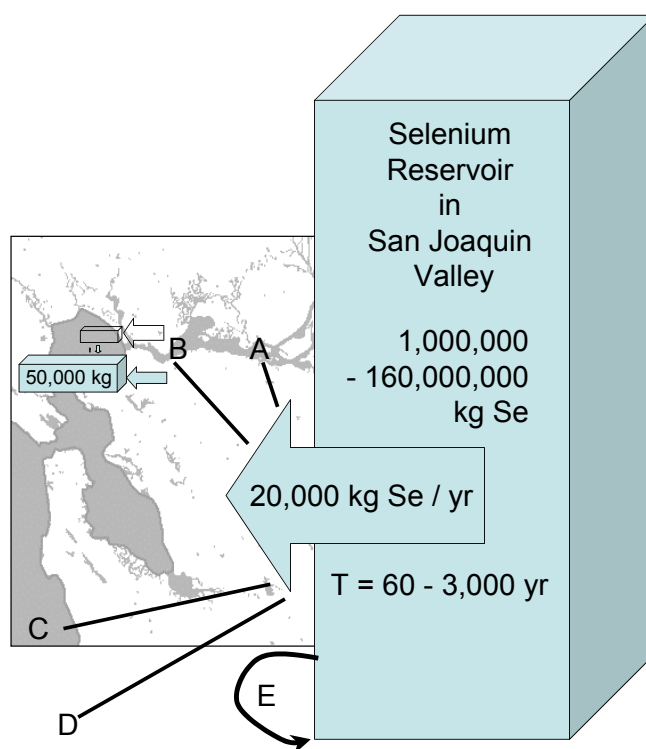 Selenium
Reservoir
in
San Joaquin
Valley
1,000,000
- 160,000,000
kg Se
B
A
50,000 kg
20,000 kg Se / yr
T = 60 - 3,000 yr
C
D
E